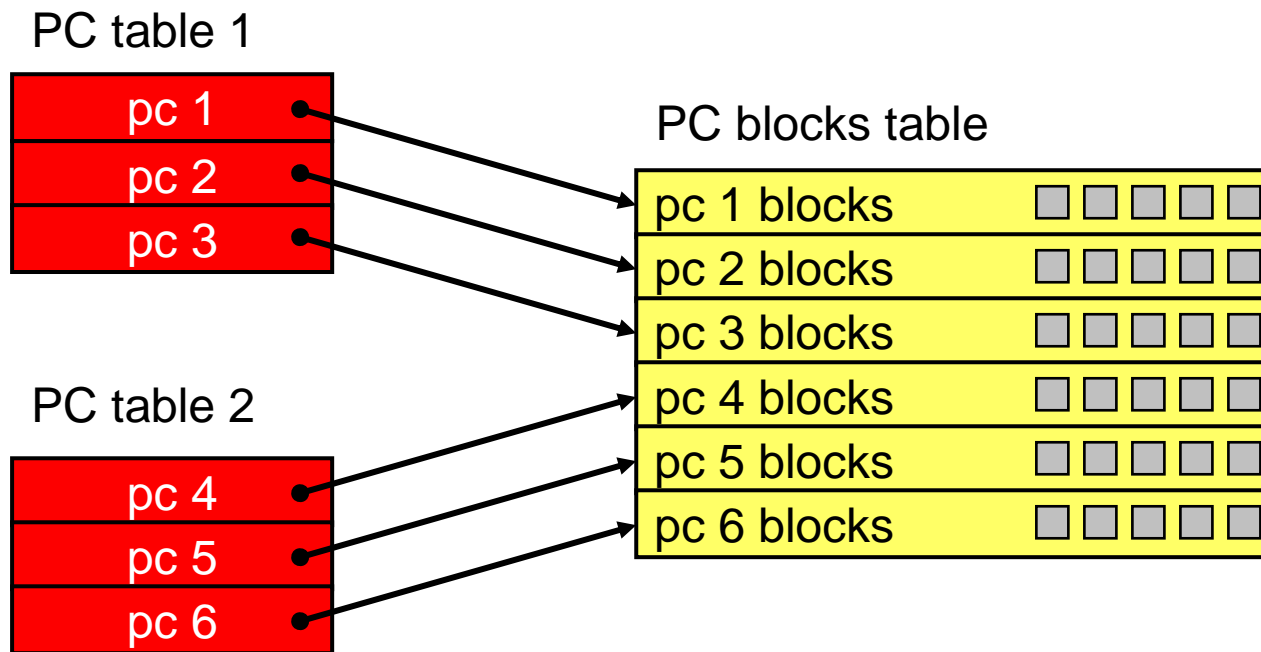 PC table 1
pc 1
pc 2
pc 3
PC table 2
pc 4
pc 5
pc 6
PC blocks table
pc 1 blocks
pc 2 blocks
pc 3 blocks
pc 4 blocks
pc 5 blocks
pc 6 blocks